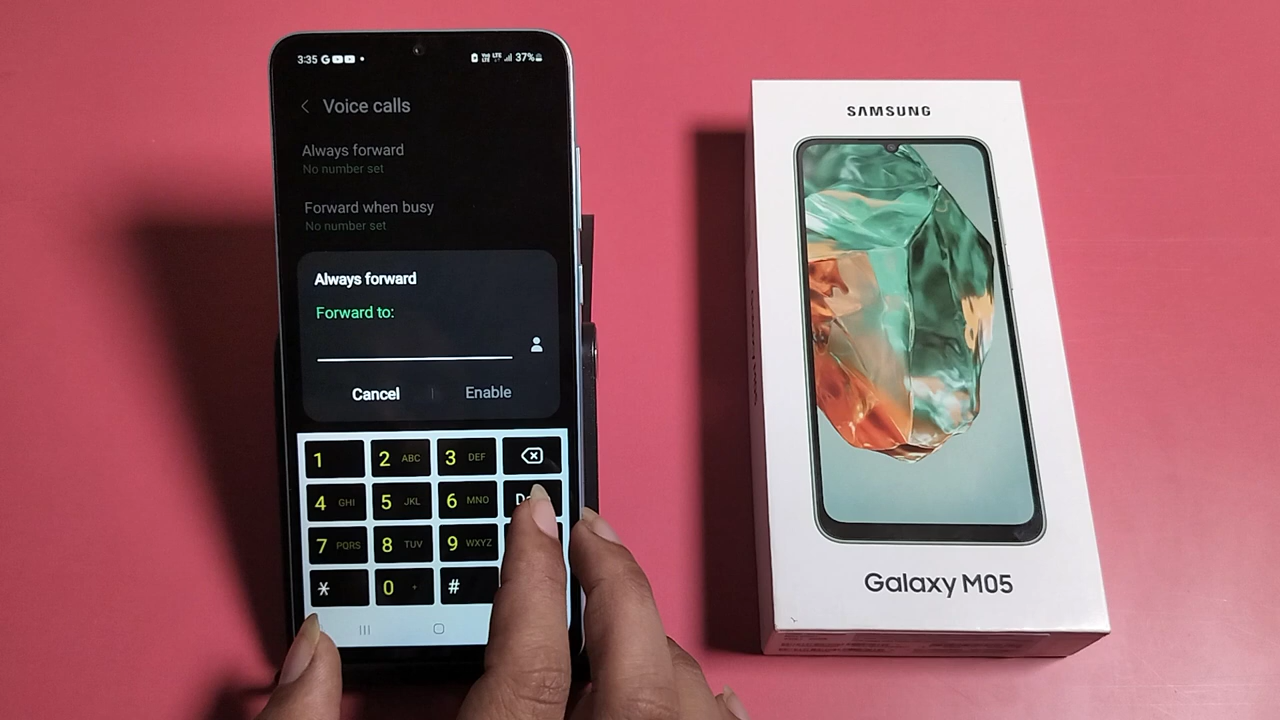 3:35 G
LTE 37%
Voice calls
Always forward
No number set
Forward when busy
No number set
Always forward
Forward to:
Cancel Enable
1 2 ABC 3 DEF
4 GHI 5 JKL 6 MNO
7 PQRS 8 TUV 9 WXYZ
* 0 + #
SAMSUNG
Galaxy M05